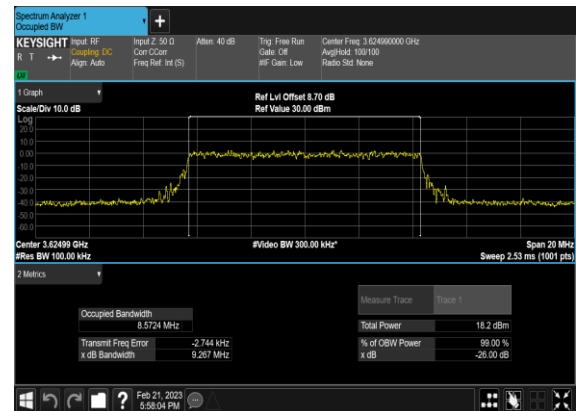 Spectrum Analyzer 1
Occupied BW
+
KEYSIGHT Input: RF Input Z: 50 Ω Atten: 40 dB Trig: Free Run Center Freq: 3.624990000 GHz
R T Coupling: DC Corr CCorr Gate: Off Avg|Hold: 100/100
Align: Auto Freq Ref: Int (S) #IF Gain: Low Radio Std: None
LVI
1 Graph
Ref Lvl Offset 8.70 dB
Scale/Div 10.0 dB Ref Value 30.00 dBm
Log
20.0
10.0
0.00
-10.0
-20.0
-30.0
-40.0
-50.0
-60.0
Center 3.62499 GHz #Video BW 300.00 kHz* Span 20 MHz
#Res BW 100.00 kHz Sweep 2.53 ms (1001 pts)
2 Metrics
Measure Trace Trace 1
Occupied Bandwidth
8.5724 MHz Total Power 18.2 dBm
Transmit Freq Error -2.744 kHz % of OBW Power 99.00 %
x dB Bandwidth 9.267 MHz x dB -26.00 dB
? Feb 21, 2023
5:58:04 PM